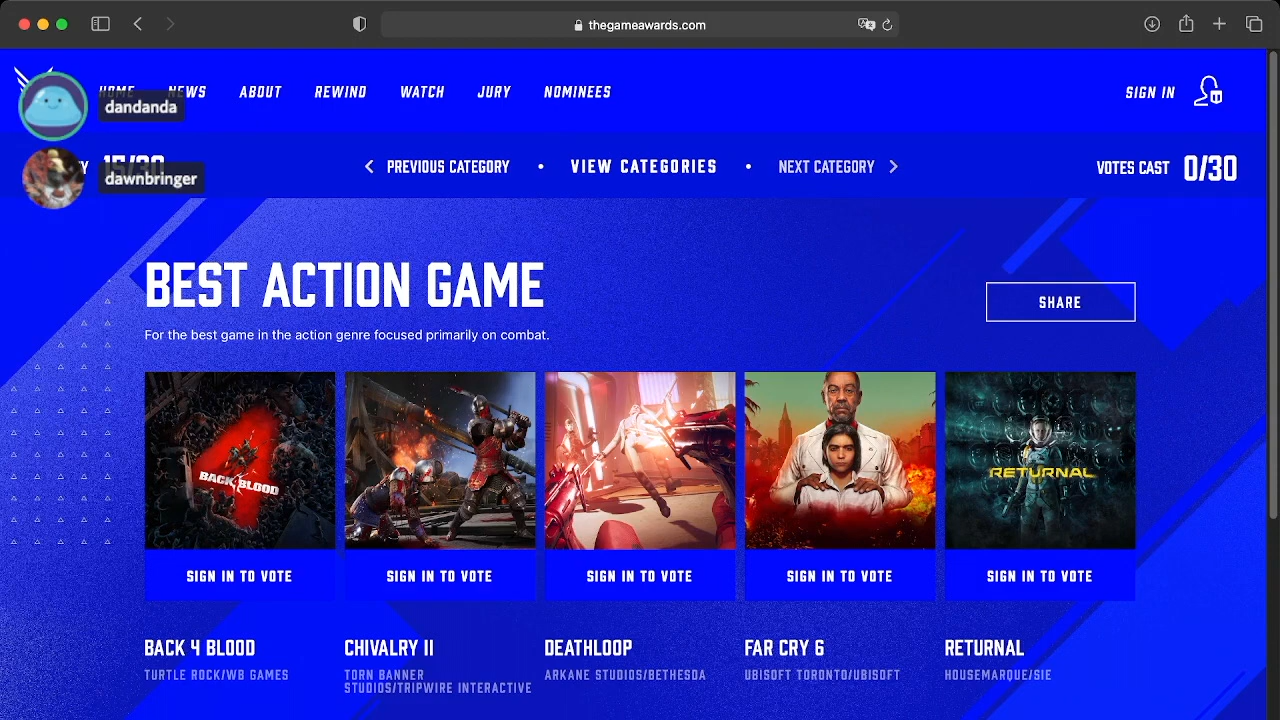 thegameawards.com
HOME NEWS ABOUT REWIND WATCH JURY NOMINEES SIGN IN
dandanda
15/30 PREVIOUS CATEGORY • VIEW CATEGORIES • NEXT CATEGORY VOTES CAST 0/30
dawnbringer
BEST ACTION GAME
SHARE
For the best game in the action genre focused primarily on combat.
BACK 4 BLOOD
RETURNAL
SIGN IN TO VOTE SIGN IN TO VOTE SIGN IN TO VOTE SIGN IN TO VOTE SIGN IN TO VOTE
BACK 4 BLOOD CHIVALRY II DEATHLOOP FAR CRY 6 RETURNAL
TURTLE ROCK/WB GAMES TORN BANNER ARKANE STUDIOS/BETHESDA UBISOFT TORONTO/UBISOFT HOUSEMARQUE/SIE
STUDIOS/TRIPWIRE INTERACTIVE